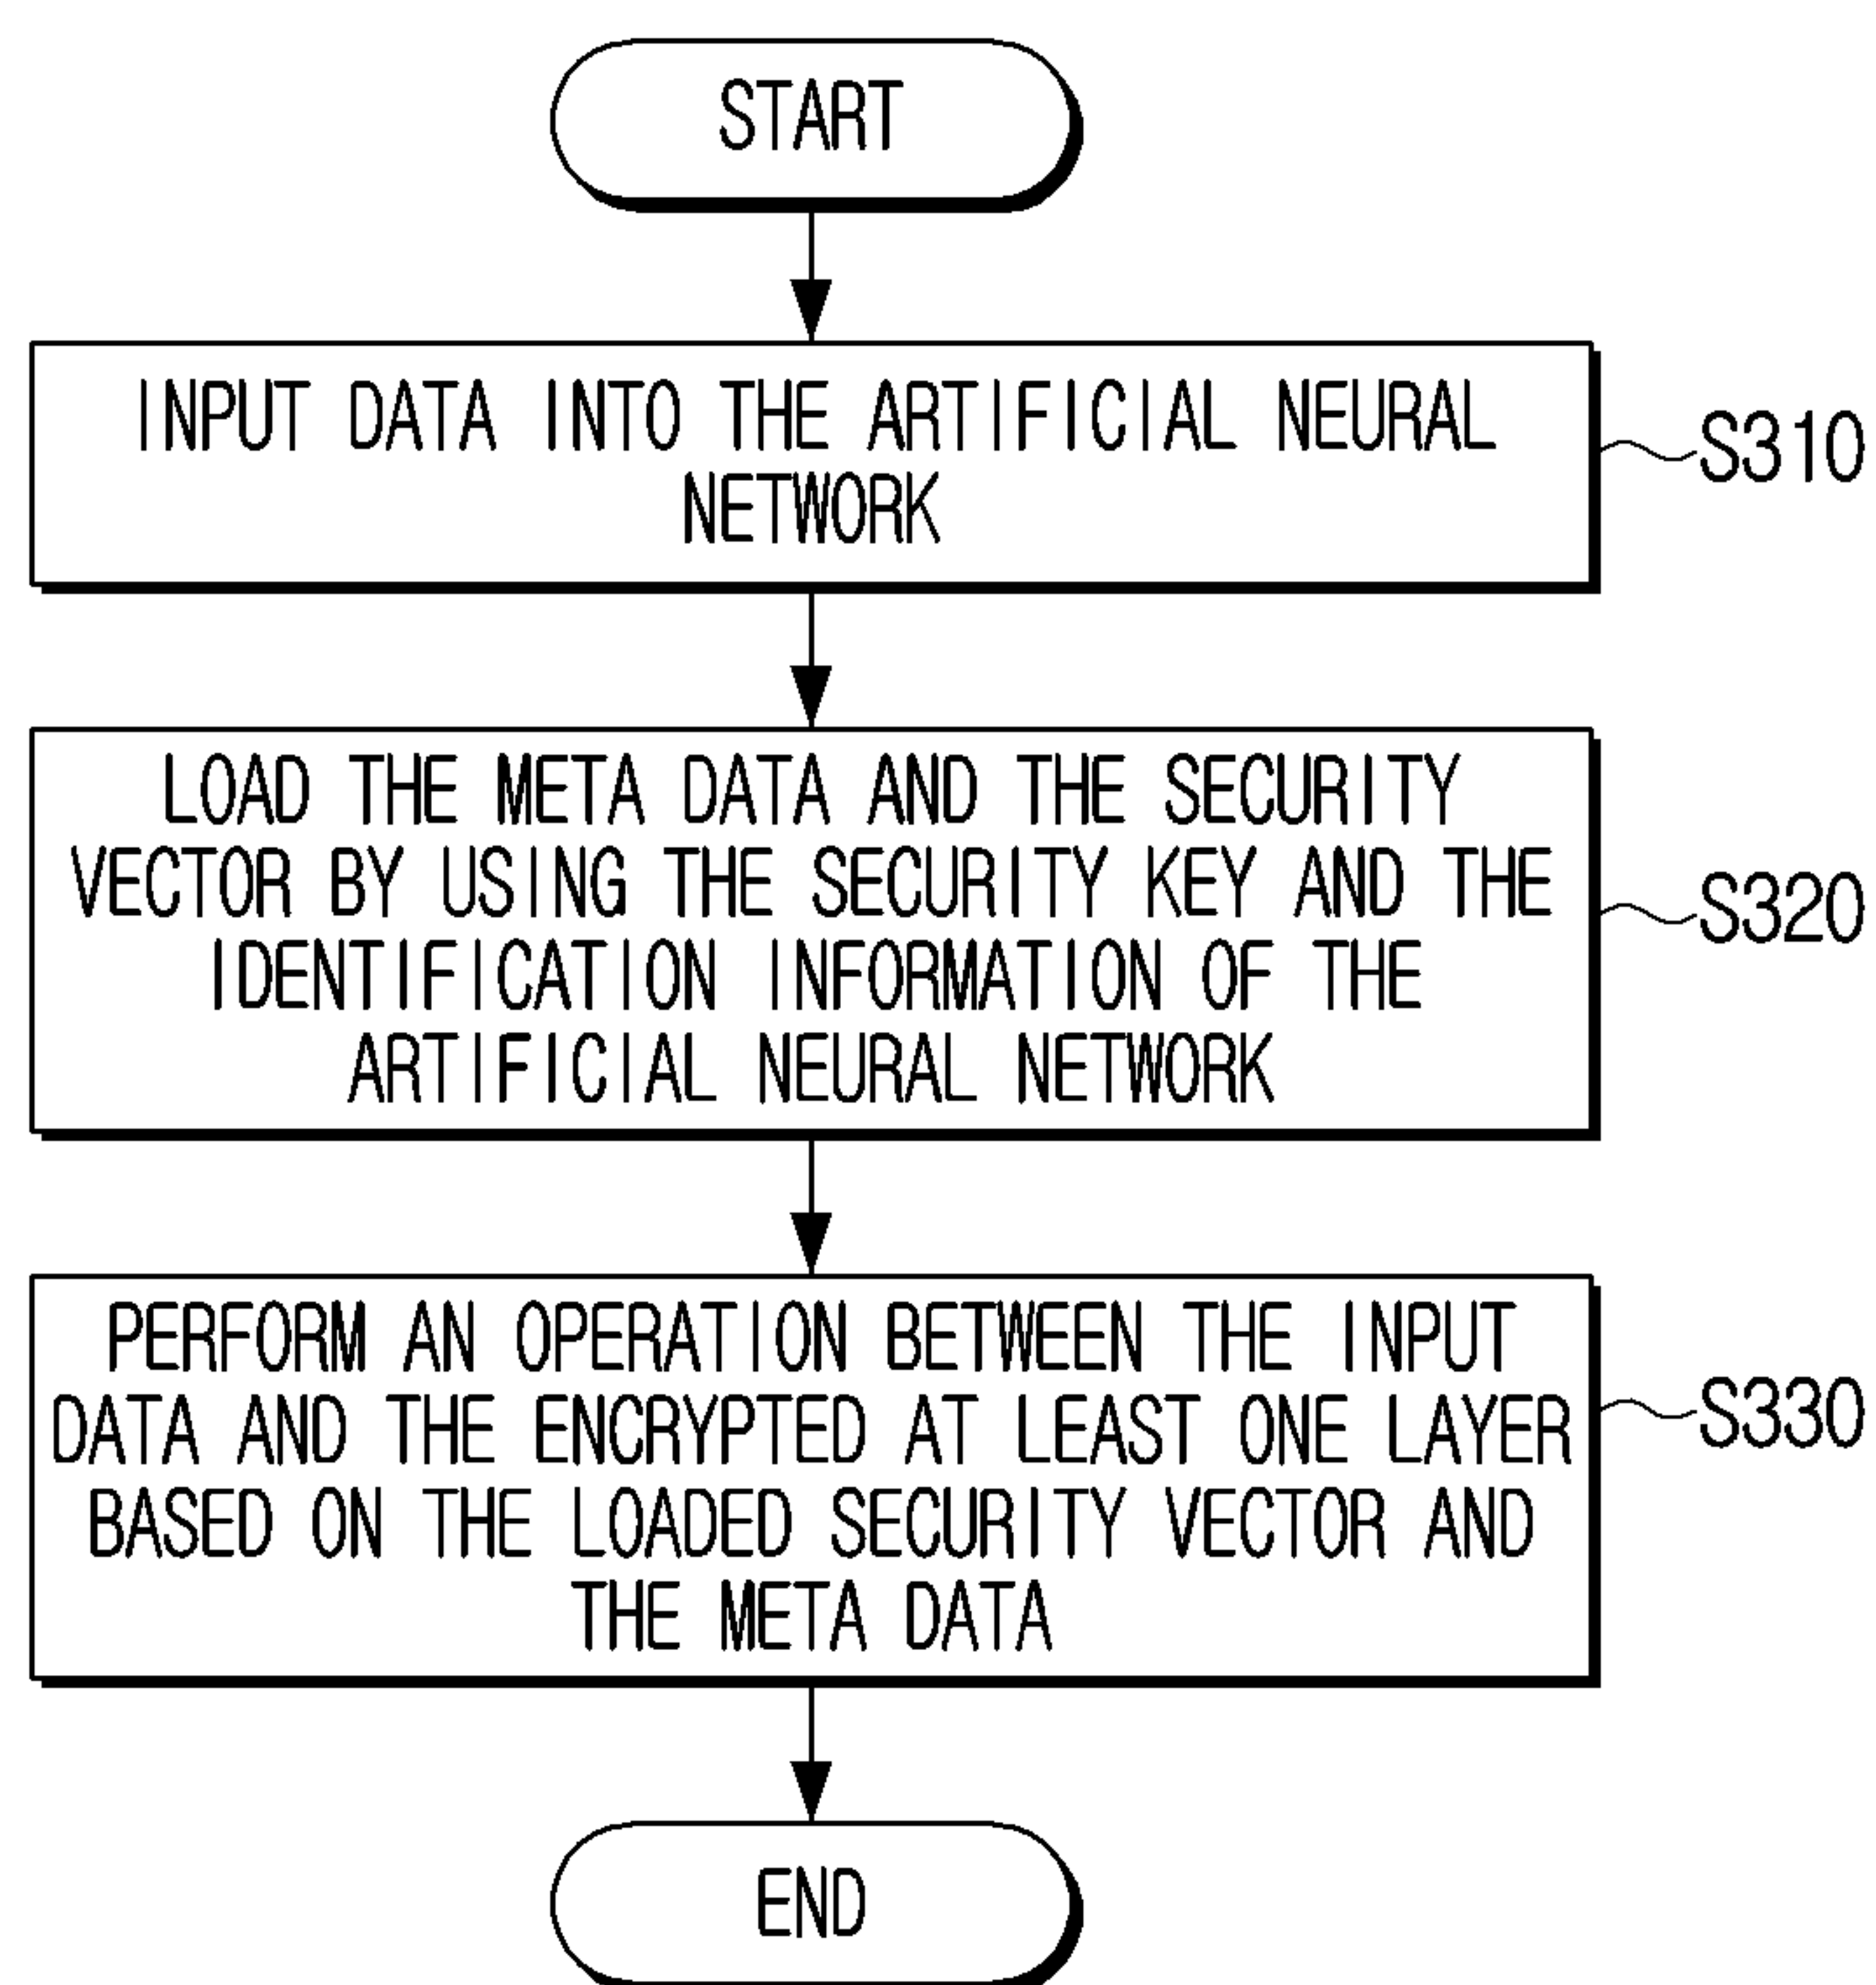 START
INPUT DATA INTO THE ARTIFICIAL NEURAL
NETWORK
S310
LOAD THE META DATA AND THE SECURITY
VECTOR BY USING THE SECURITY KEY AND THE
IDENTIFICATION INFORMATION OF THE
ARTIFICIAL NEURAL NETWORK
S320
PERFORM AN OPERATION BETWEEN THE INPUT
DATA AND THE ENCRYPTED AT LEAST ONE LAYER
BASED ON THE LOADED SECURITY VECTOR AND
THE META DATA
S330
END